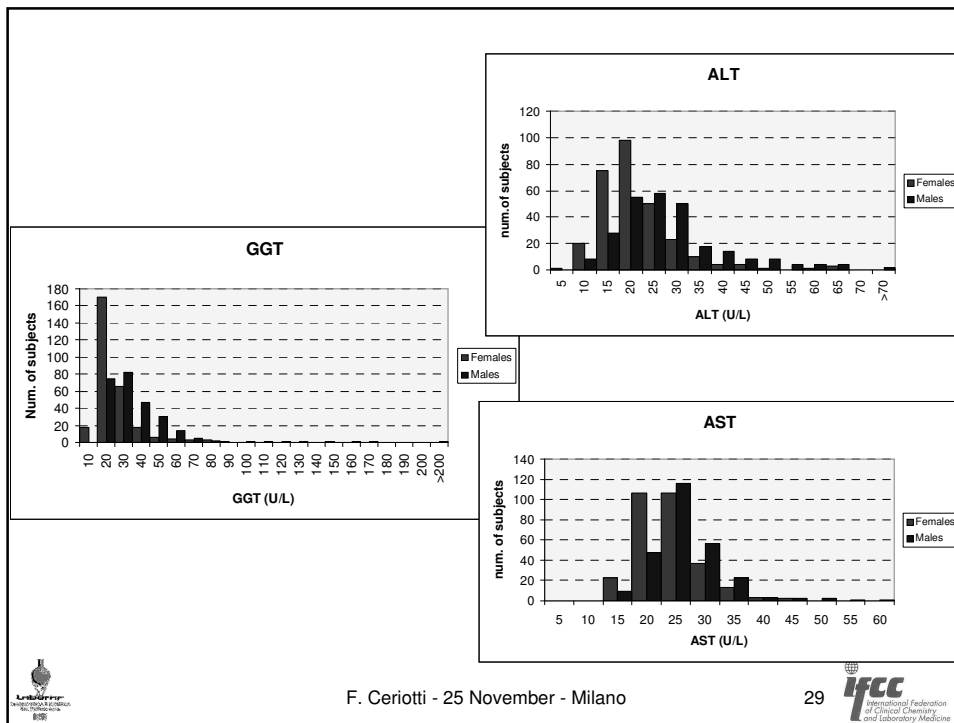 ALT
120
100
80
60
40
20
0
num.of subjects
5 10 15 20 25 30 35 40 45 50 55 60 65 70 >70
ALT (U/L)
Females
Males
GGT
180
160
140
120
100
80
60
40
20
0
Num. of subjects
10 20 30 40 50 60 70 80 90 100 110 120 130 140 150 160 170 180 190 200 >200
GGT (U/L)
Females
Males
AST
140
120
100
80
60
40
20
0
num. of subjects
5 10 15 20 25 30 35 40 45 50 55 60
AST (U/L)
Females
Males
F. Ceriotti - 25 November - Milano
29
ifcc
International Federation
of Clinical Chemistry
and Laboratory Medicine